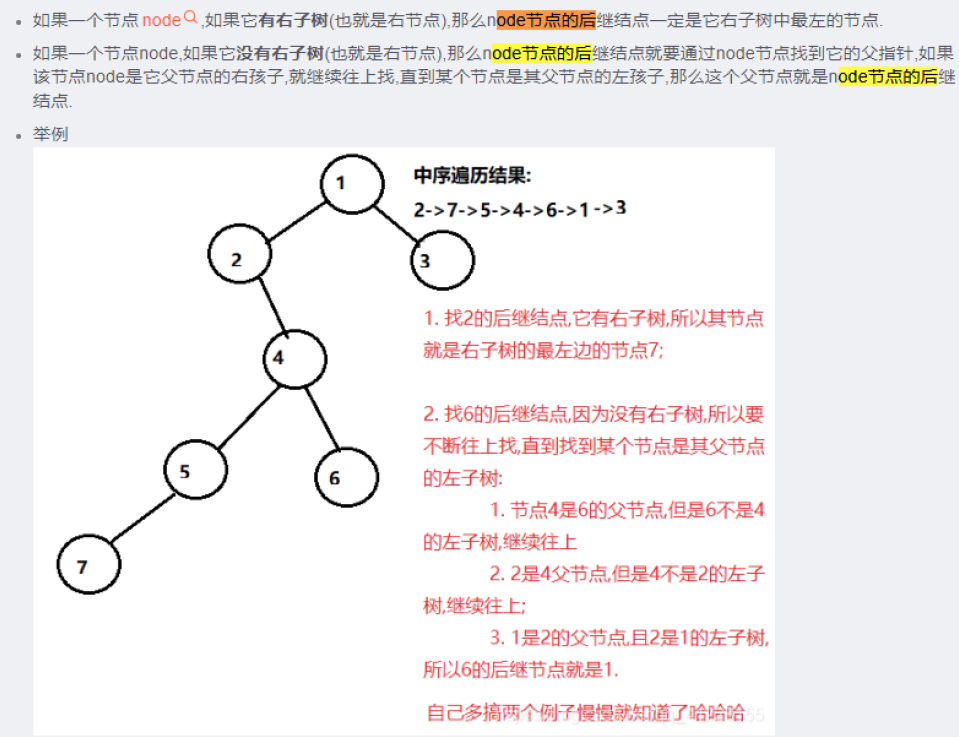 如果一个节点 node,如果它有右子树(也就是右节点),那么node节点的后继结点一定是它右子树中最左的节点.
如果一个节点node,如果它没有右子树(也就是右节点),那么node节点的后继结点就要通过node节点找到它的父指针,如果
该节点node是它父节点的右孩子,就继续往上找,直到某个节点是其父节点的左孩子,那么这个父节点就是node节点的后继
结点.
举例
中序遍历结果:
2->7->5->4->6->1->3
1
2
3
4
5
6
7
1. 找2的后继结点,它有右子树,所以其节点
就是右子树的最左边的节点7;
2. 找6的后继结点,因为没有右子树,所以要
不断往上找,直到找到某个节点是其父节点
的左子树:
1. 节点4是6的父节点,但是6不是4
的左子树,继续往上
2. 2是4父节点,但是4不是2的左子
树,继续往上;
3. 1是2的父节点,且2是1的左子树,
所以6的后继节点就是1.
自己多搞两个例子慢慢就知道了哈哈哈